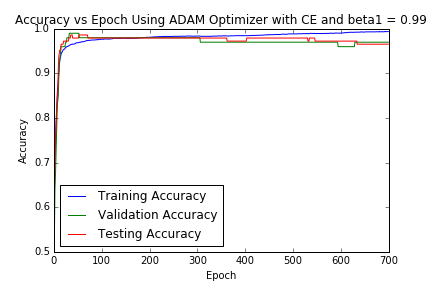 Accuracy vs Epoch Using ADAM Optimizer with CE and beta1 = 0.99
1.0
0.9
0.8
0.7
0.6
0.5
Accuracy
Training Accuracy
Validation Accuracy
Testing Accuracy
0 100 200 300 400 500 600 700
Epoch